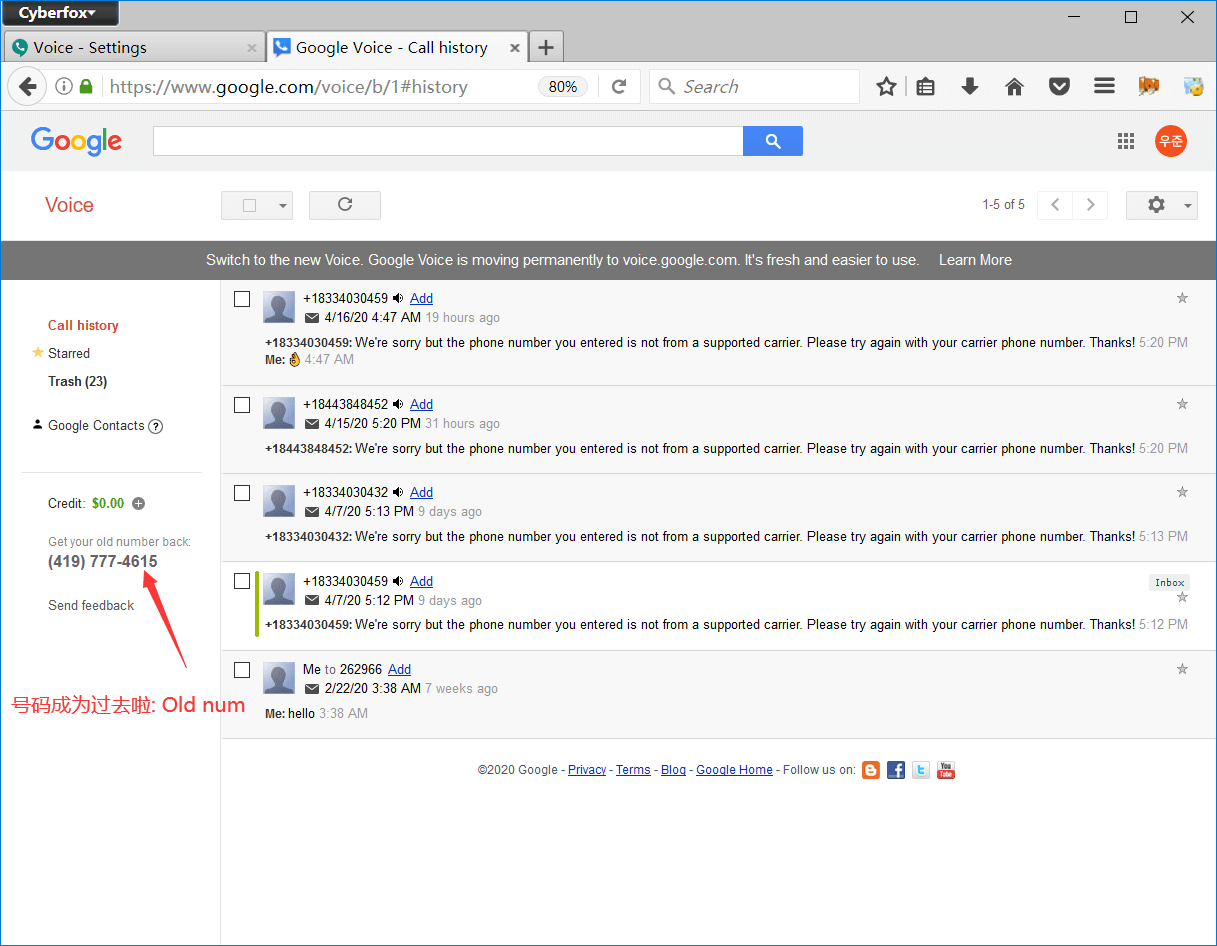 Cyberfox
Voice - Settings
Google Voice - Call history
https://www.google.com/voice/b/1#history
80%
Search
Google
우준
Voice
1-5 of 5
Switch to the new Voice. Google Voice is moving permanently to voice.google.com. It's fresh and easier to use. Learn More
Call history
Starred
Trash (23)
Google Contacts ?
Credit: $0.00
Get your old number back:
(419) 777-4615
Send feedback
号码成为过去啦: Old num
+18334030459 Add
4/16/20 4:47 AM 19 hours ago
+18334030459: We're sorry but the phone number you entered is not from a supported carrier. Please try again with your carrier phone number. Thanks! 5:20 PM
Me: 👌 4:47 AM
+18443848452 Add
4/15/20 5:20 PM 31 hours ago
+18443848452: We're sorry but the phone number you entered is not from a supported carrier. Please try again with your carrier phone number. Thanks! 5:20 PM
+18334030432 Add
4/7/20 5:13 PM 9 days ago
+18334030432: We're sorry but the phone number you entered is not from a supported carrier. Please try again with your carrier phone number. Thanks! 5:13 PM
+18334030459 Add
Inbox
4/7/20 5:12 PM 9 days ago
+18334030459: We're sorry but the phone number you entered is not from a supported carrier. Please try again with your carrier phone number. Thanks! 5:12 PM
Me to 262966 Add
2/22/20 3:38 AM 7 weeks ago
Me: hello 3:38 AM
©2020 Google - Privacy - Terms - Blog - Google Home - Follow us on:
You Tube